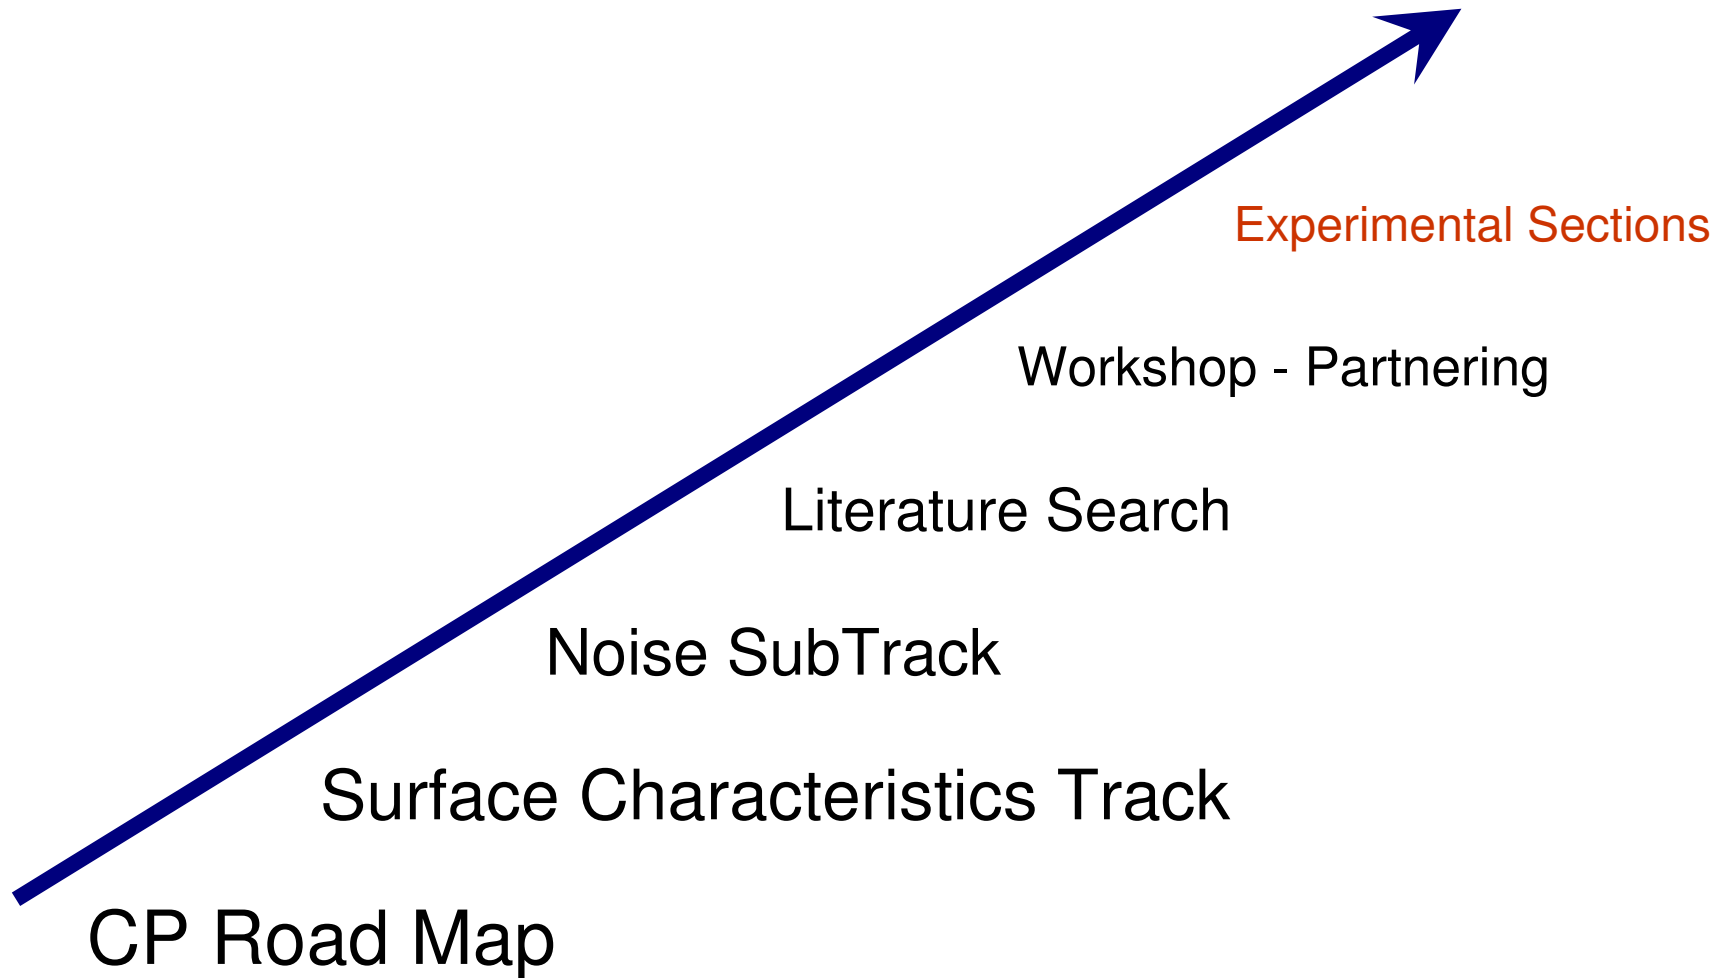 Experimental Sections
Workshop - Partnering
Literature Search
Noise SubTrack
Surface Characteristics Track
CP Road Map